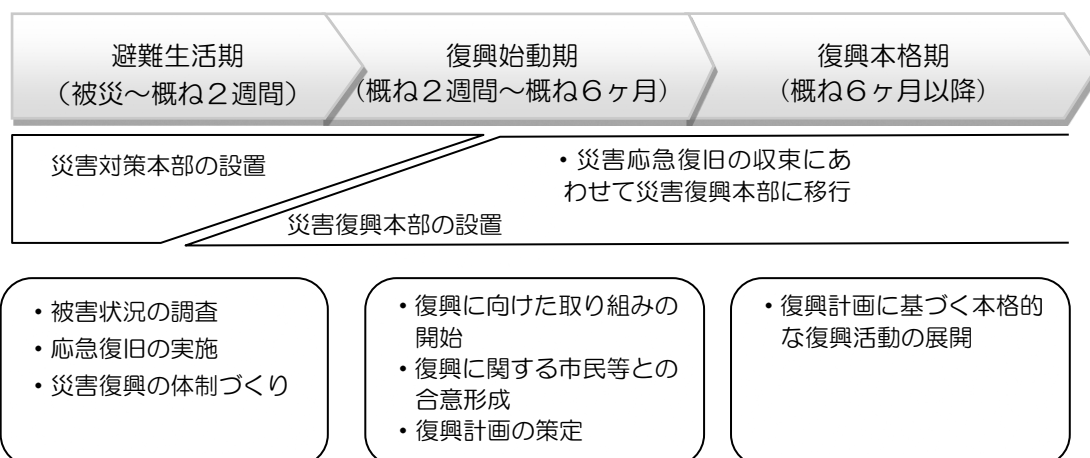 避難生活期
(被災~概ね2週間)
復興始動期
(概ね2週間~概ね6ヶ月)
復興本格期
(概ね6ヶ月以降)
災害対策本部の設置
・災害応急復旧の収束にあ
わせて災害復興本部に移行
災害復興本部の設置
・被害状況の調査
・応急復旧の実施
・災害復興の体制づくり
・復興に向けた取り組みの
開始
・復興に関する市民等との
合意形成
・復興計画の策定
・復興計画に基づく本格的
な復興活動の展開